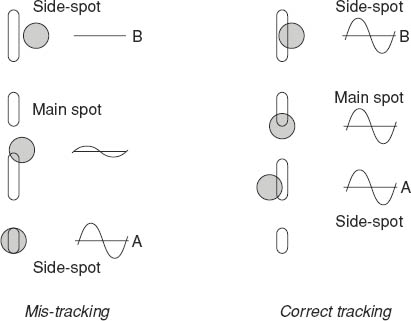 Side-spot
B
Main spot
A
Side-spot
Mis-tracking
Side-spot
B
Main spot
A
Side-spot
Correct tracking